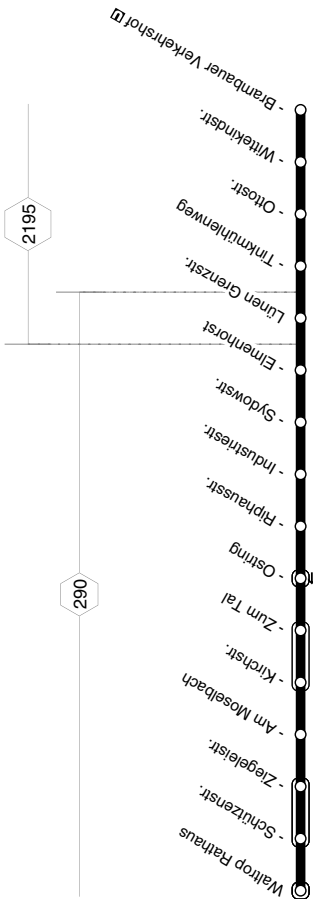 Waltrop Rathaus
- Schützenstr.
- Ziegeleistr.
- Am Moselbach
- Kirchstr.
- Zum Tal
- Ostring
- Riphausstr.
- Industriestr.
- Sydowstr.
- Elmenhorst
Lünen Grenzstr.
- Tinkmühlenweg
- Ottostr.
- Wittekindstr.
- Brambauer Verkehrshof U
290
2195